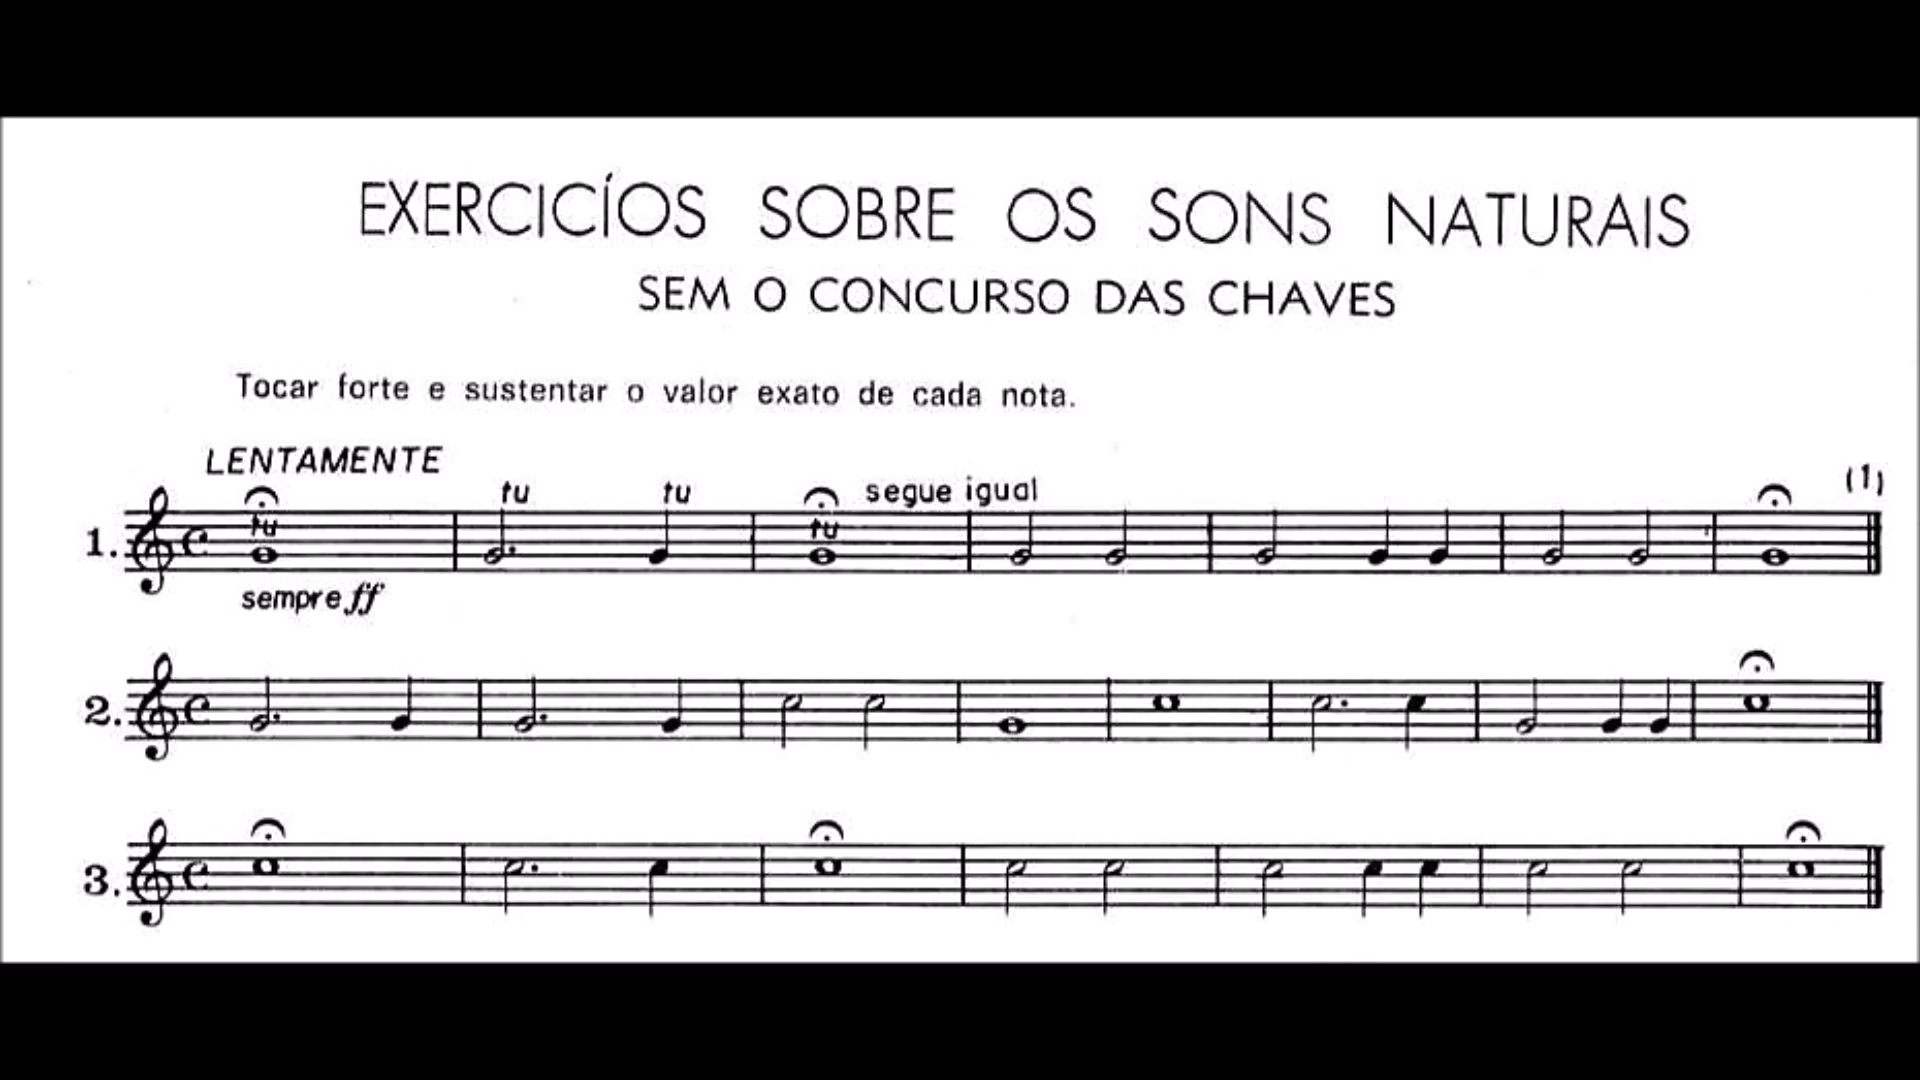 EXERCICÍOS SOBRE OS SONS NATURAIS
SEM O CONCURSO DAS CHAVES
Tocar forte e sustentar o valor exato de cada nota.
LENTAMENTE
tu tu tu tu segue igual (1)
1.
sempre ff
2.
3.